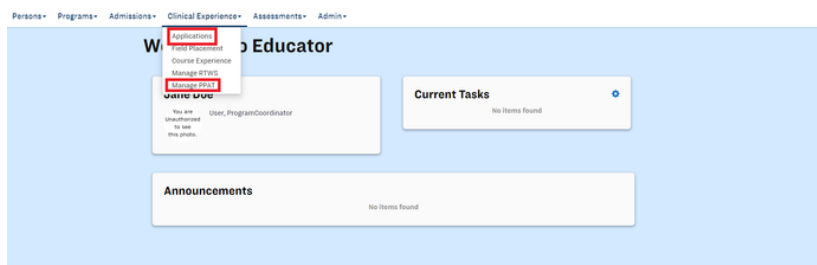 Persons Programs Admissions Clinical Experience Assessments Admin
Applications
W o Educator
Field Placement
Course Experience
Manage RTWS
Manage PPAT
Jane Doe
You are
Unauthorized
to see
this photo.
User, ProgramCoordinator
Current Tasks
No items found
Announcements
No items found